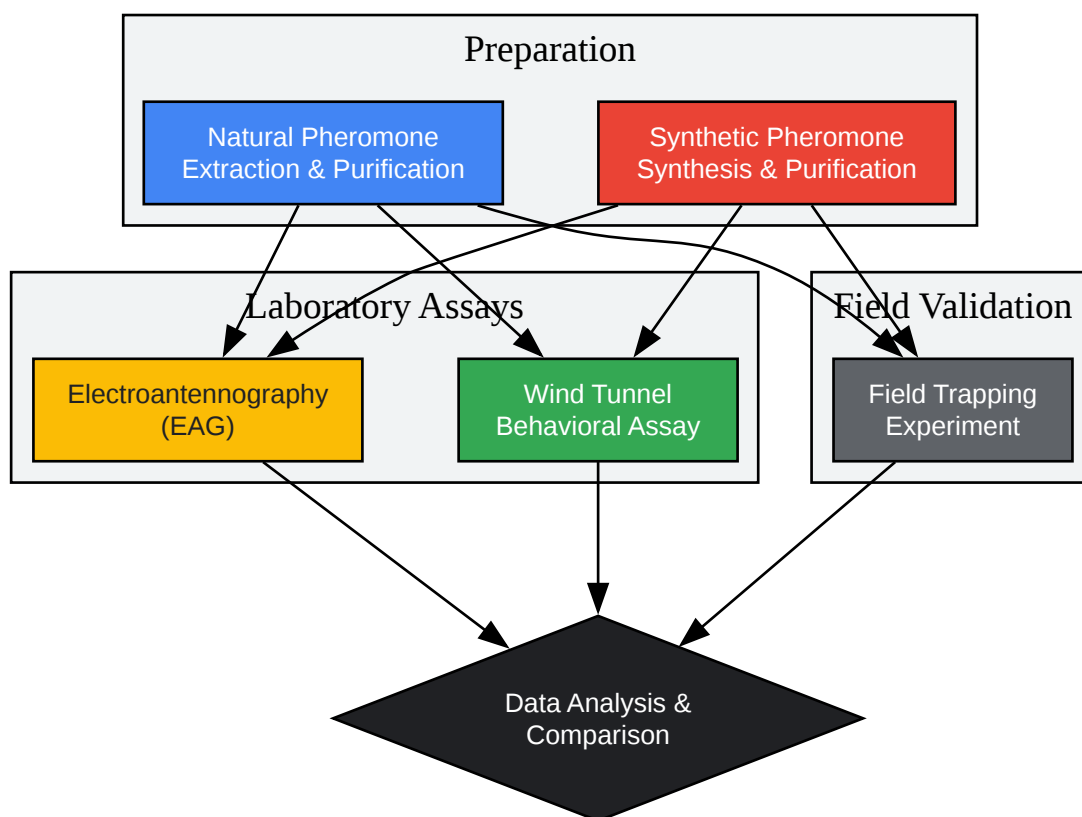 Preparation
Natural Pheromone
Extraction & Purification
Synthetic Pheromone
Synthesis & Purification
Laboratory Assays
Field Validation
Electroantennography
(EAG)
Wind Tunnel
Behavioral Assay
Field Trapping
Experiment
Data Analysis &
Comparison